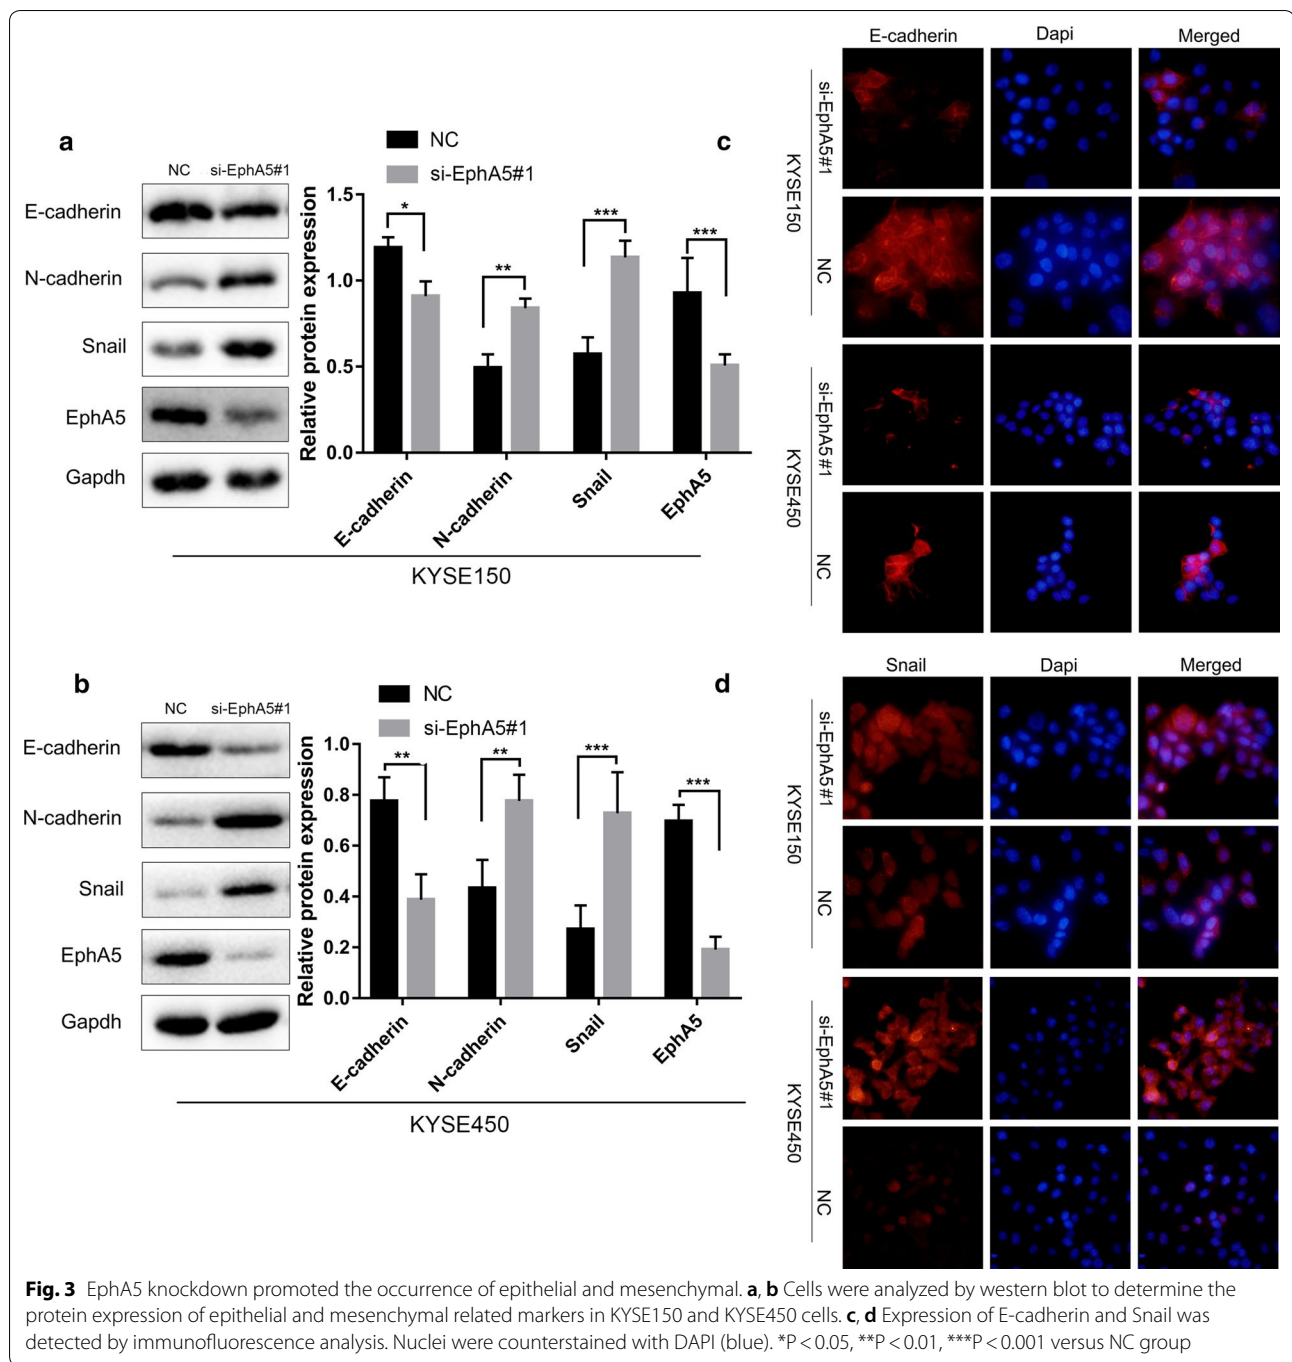 a
NC si-EphA5#1
E-cadherin
N-cadherin
Snail
EphA5
Gapdh
NC
si-EphA5#1
Relative protein expression
1.5
1.0
0.5
0.0
*
**
***
***
E-cadherin
N-cadherin
Snail
EphA5
KYSE150
b
NC si-EphA5#1
E-cadherin
N-cadherin
Snail
EphA5
Gapdh
NC
si-EphA5#1
Relative protein expression
1.0
0.8
0.6
0.4
0.2
0.0
**
**
***
***
E-cadherin
N-cadherin
Snail
EphA5
KYSE450
c
E-cadherin Dapi Merged
si-EphA5#1
NC
KYSE150
si-EphA5#1
NC
KYSE450
d
Snail Dapi Merged
si-EphA5#1
NC
KYSE150
si-EphA5#1
NC
KYSE450
Fig. 3 EphA5 knockdown promoted the occurrence of epithelial and mesenchymal. a, b Cells were analyzed by western blot to determine the
protein expression of epithelial and mesenchymal related markers in KYSE150 and KYSE450 cells. c, d Expression of E-cadherin and Snail was
detected by immunofluorescence analysis. Nuclei were counterstained with DAPI (blue). *P < 0.05, **P < 0.01, ***P < 0.001 versus NC group